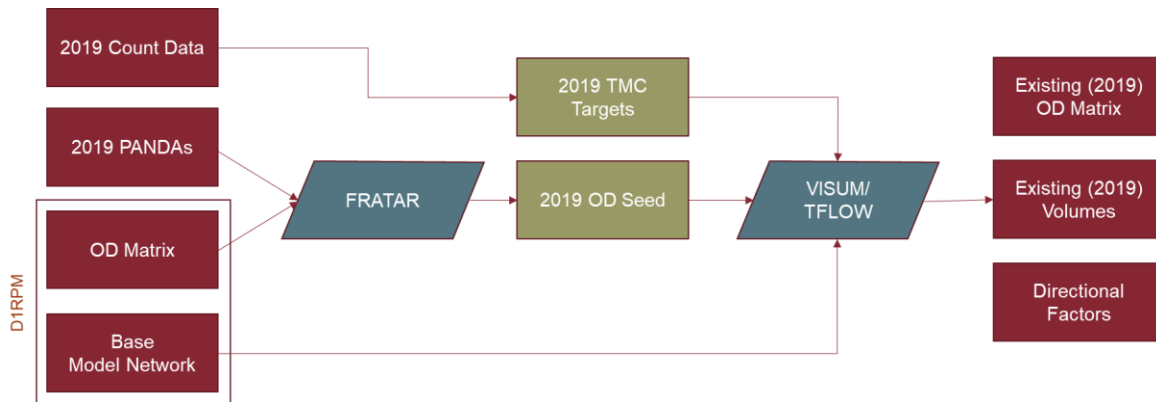 2019 Count Data
2019 PANDAs
D1RPM
OD Matrix
Base
Model Network
FRATAR
2019 TMC
Targets
2019 OD Seed
VISUM/
TFLOW
Existing (2019)
OD Matrix
Existing (2019)
Volumes
Directional
Factors